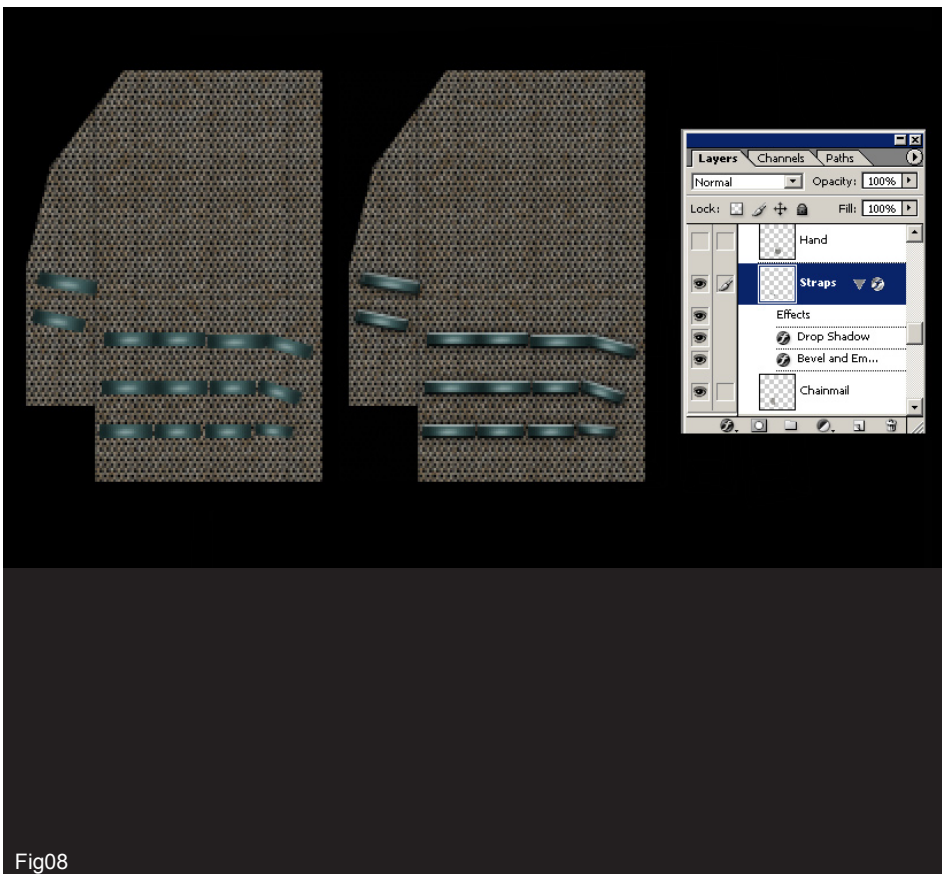 Layers Channels Paths
Normal Opacity: 100%
Lock: Fill: 100%
Hand
Straps
Effects
Drop Shadow
Bevel and Em...
Chainmail
Fig08